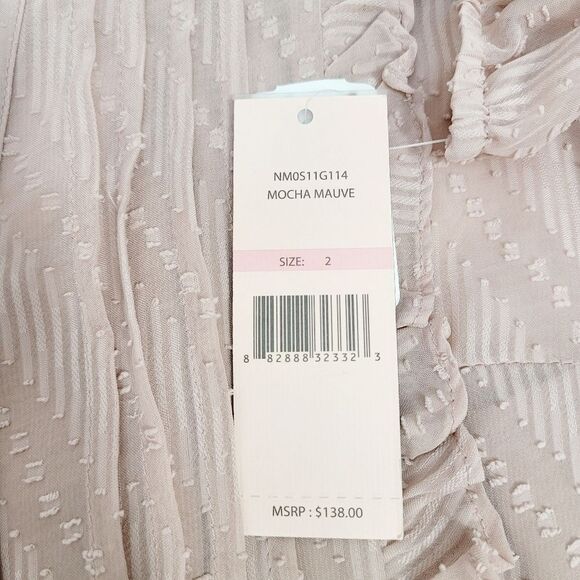 NM0S11G114
MOCHA MAUVE
SIZE: 2
8 82888 32332 3
MSRP : $138.00